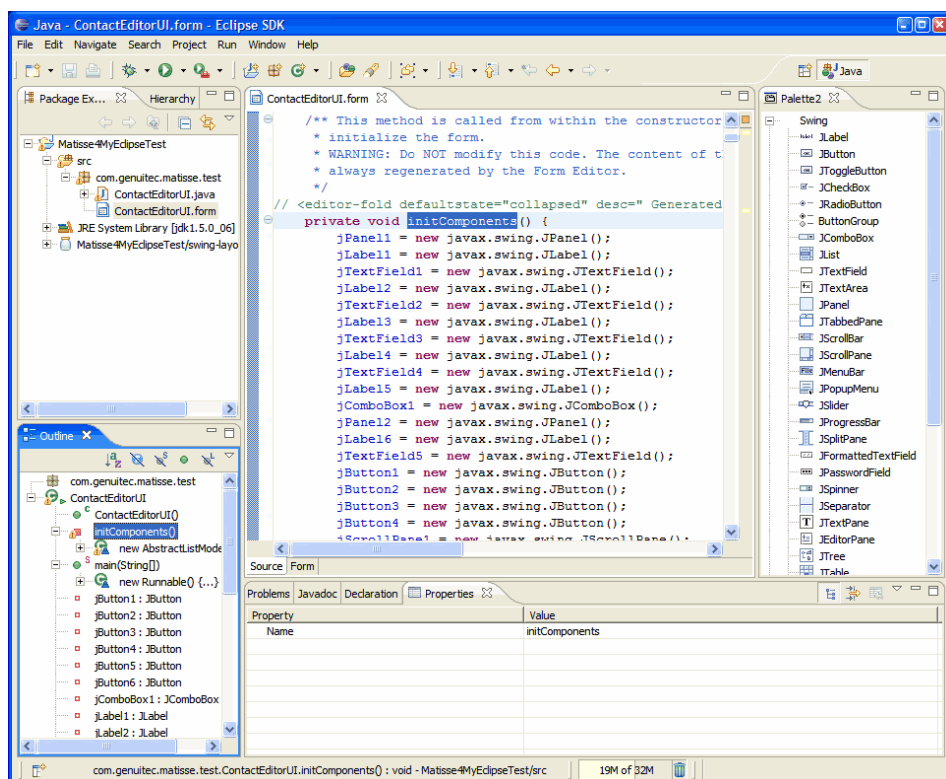 Java - ContactEditorUI.form - Eclipse SDK
File Edit Navigate Search Project Run Window Help
Java
Package Ex...
Hierarchy
Matisse4MyEclipseTest
src
com.genuitec.matisse.test
ContactEditorUI.java
ContactEditorUI.form
JRE System Library [jdk1.5.0_06]
Matisse4MyEclipseTest/swing-layo
ContactEditorUI.form
/** This method is called from within the constructor
* initialize the form.
* WARNING: Do NOT modify this code. The content of t
* always regenerated by the Form Editor.
*/
// <editor-fold defaultstate="collapsed" desc=" Generated
private void initComponents() {
jPanel1 = new javax.swing.JPanel();
jLabel1 = new javax.swing.JLabel();
jTextField1 = new javax.swing.JTextField();
jLabel2 = new javax.swing.JLabel();
jTextField2 = new javax.swing.JTextField();
jLabel3 = new javax.swing.JLabel();
jTextField3 = new javax.swing.JTextField();
jLabel4 = new javax.swing.JLabel();
jTextField4 = new javax.swing.JTextField();
jLabel5 = new javax.swing.JLabel();
jComboBox1 = new javax.swing.JComboBox();
jPanel2 = new javax.swing.JPanel();
jLabel6 = new javax.swing.JLabel();
jTextField5 = new javax.swing.JTextField();
jButton1 = new javax.swing.JButton();
jButton2 = new javax.swing.JButton();
jButton3 = new javax.swing.JButton();
jButton4 = new javax.swing.JButton();
jScrollPane1 = new javax.swing.JScrollPane();
Source Form
Palette2
Swing
JLabel
JButton
JToggleButton
JCheckBox
JRadioButton
ButtonGroup
JComboBox
JList
JTextField
JTextArea
JPanel
JTabbedPane
JScrollBar
JScrollPane
JMenuBar
JPopupMenu
JSlider
JProgressBar
JSplitPane
JFormattedTextField
JPasswordField
JSpinner
JSeparator
JTextPane
JEditorPane
JTree
JTable
Outline
com.genuitec.matisse.test
ContactEditorUI
ContactEditorUI()
initComponents()
new AbstractListMode
main(String[])
new Runnable() {...}
jButton1 : JButton
jButton2 : JButton
jButton3 : JButton
jButton4 : JButton
jButton5 : JButton
jButton6 : JButton
jComboBox1 : JComboBox
jLabel1 : JLabel
jLabel2 : JLabel
Problems Javadoc Declaration Properties
Property Value
Name initComponents
com.genuitec.matisse.test.ContactEditorUI.initComponents() : void - Matisse4MyEclipseTest/src
19M of 32M